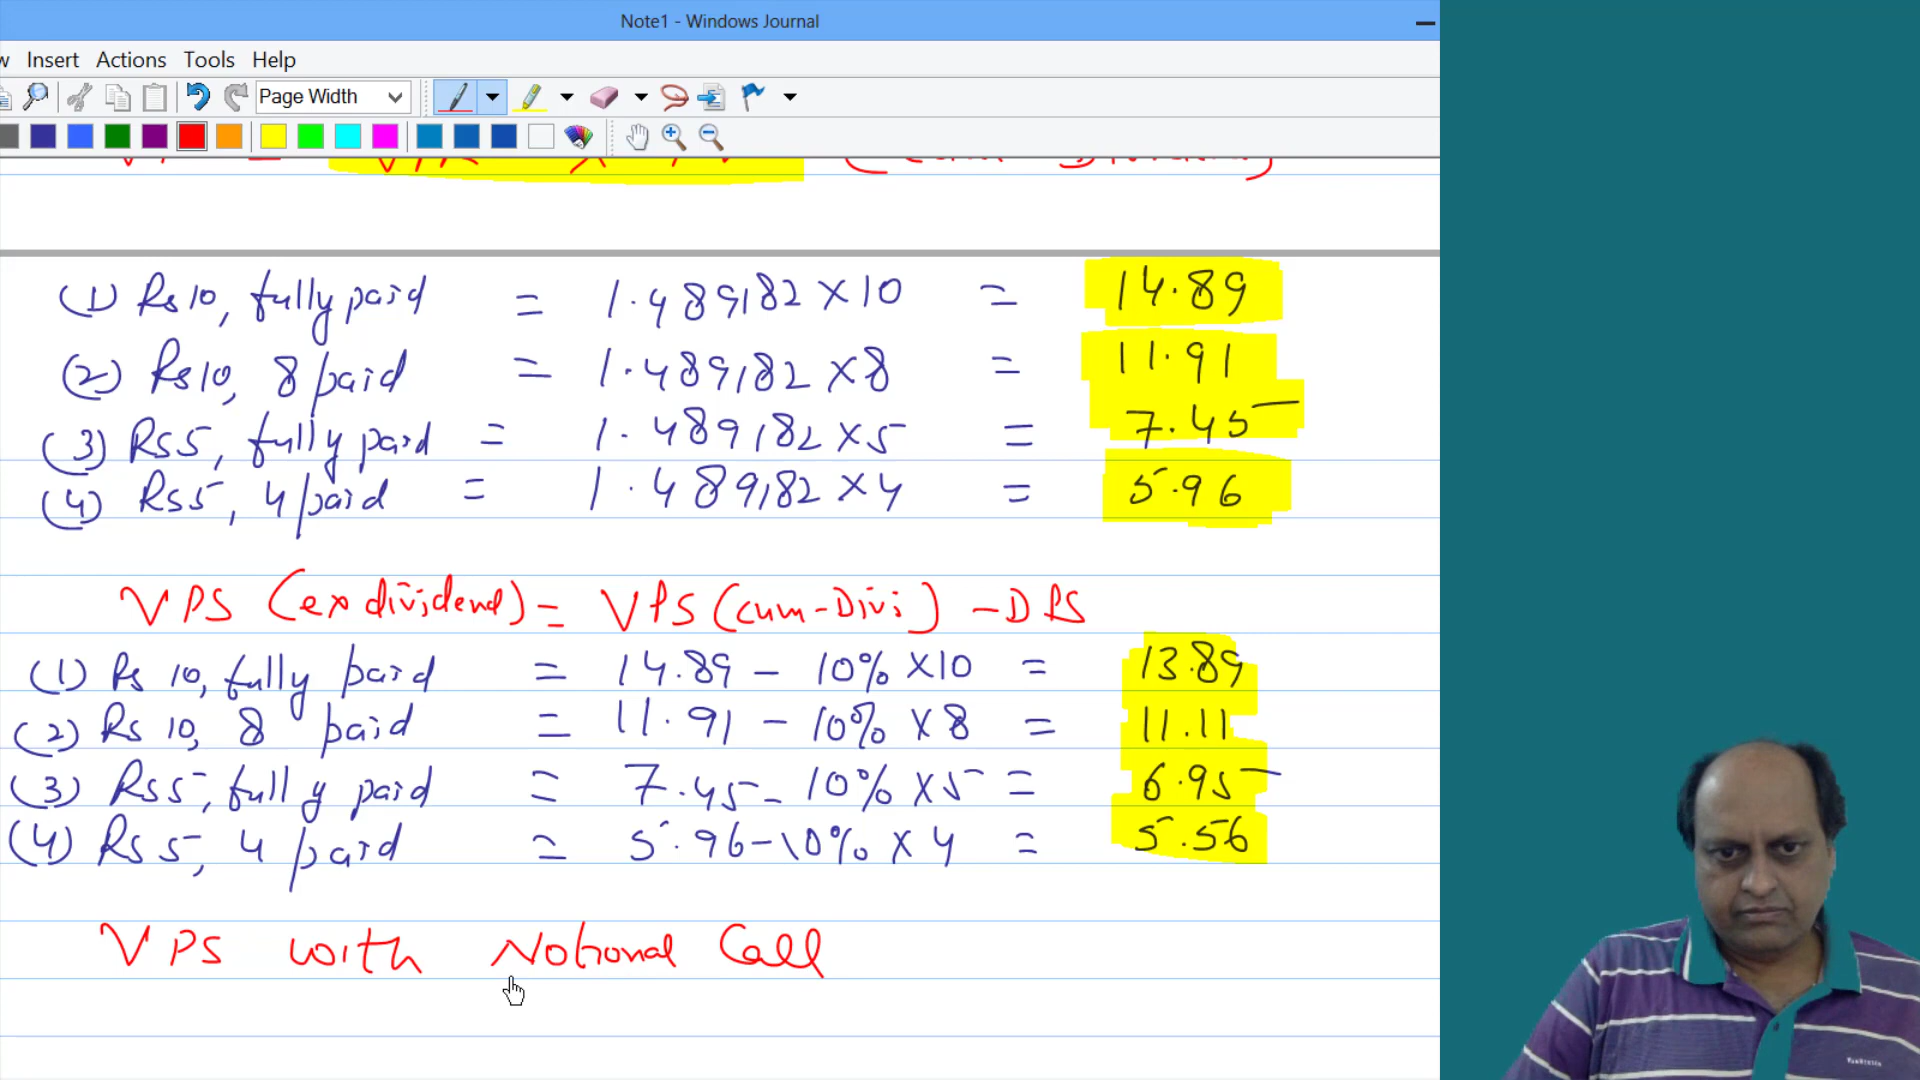 Note1 - Windows Journal
w Insert Actions Tools Help
Page Width
(1) Rs 10, fully paid = 1.489182 × 10 = 14.89
(2) Rs 10, 8 paid = 1.489182 × 8 = 11.91
(3) Rs 5, fully paid = 1.489182 × 5 = 7.45
(4) Rs 5, 4 paid = 1.489182 × 4 = 5.96
VPS (ex dividend) = VPS (cum-Divi) - DPS
(1) Rs 10, fully paid = 14.89 - 10% × 10 = 13.89
(2) Rs 10, 8 paid = 11.91 - 10% × 8 = 11.11
(3) Rs 5, fully paid = 7.45 - 10% × 5 = 6.95
(4) Rs 5, 4 paid = 5.96 - 10% × 4 = 5.56
VPS with Notional Call